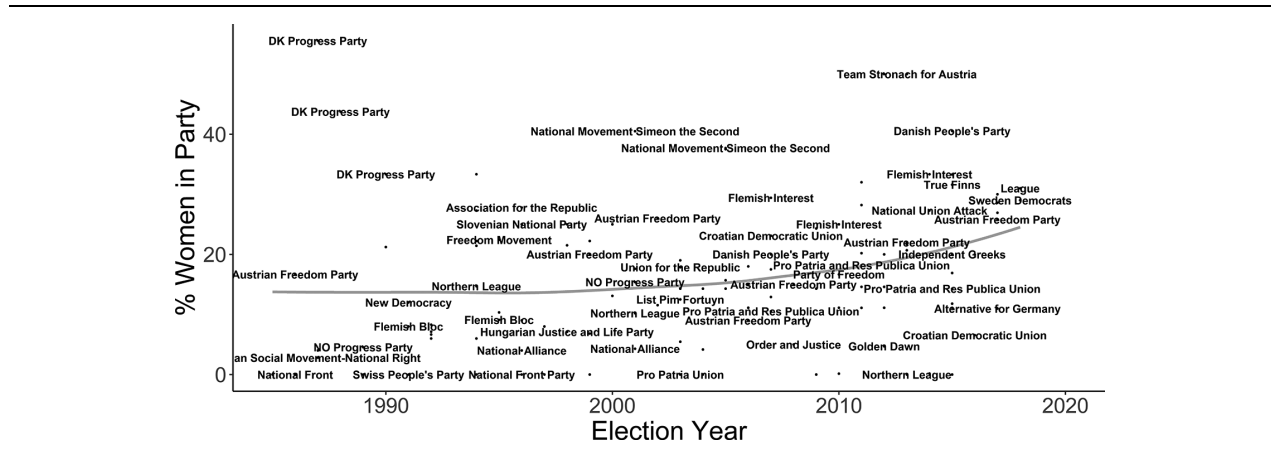 % Women in Party
40
20
0
DK Progress Party
Team Stronach for Austria
DK Progress Party
National Movement Simeon the Second
Danish People's Party
National Movement Simeon the Second
DK Progress Party
Flemish Interest
True Finns
League
Flemish Interest
Sweden Democrats
Association for the Republic
National Union Attack
Austrian Freedom Party
Austrian Freedom Party
Slovenian National Party
Flemish Interest
Freedom Movement
Croatian Democratic Union
Austrian Freedom Party
Austrian Freedom Party
Danish People's Party
Independent Greeks
Union for the Republic
Pro Patria and Res Publica Union
Austrian Freedom Party
Party of Freedom
Northern League
NO Progress Party
Austrian Freedom Party
Pro Patria and Res Publica Union
New Democracy
List Pim Fortuyn
Northern League
Pro Patria and Res Publica Union
Alternative for Germany
Flemish Bloc
Flemish Bloc
Austrian Freedom Party
Hungarian Justice and Life Party
Croatian Democratic Union
NO Progress Party
National Alliance
National Alliance
Order and Justice
Golden Dawn
an Social Movement-National Right
National Front
Swiss People's Party
National Front Party
Pro Patria Union
Northern League
1990
2000
2010
2020
Election Year